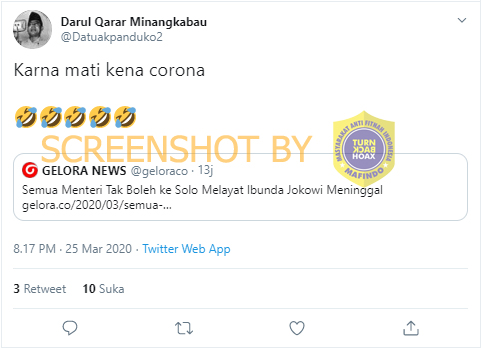 Darul Qarar Minangkabau
@Datuakpanduko2
Karna mati kena corona
🤣🤣🤣🤣🤣
SCREENSHOT BY
MASYARAKAT ANTI FITNAH INDONESIA
TURN
BACK
HOAX
MAFINDO
GELORA NEWS @geloraco · 13j
Semua Menteri Tak Boleh ke Solo Melayat Ibunda Jokowi Meninggal
gelora.co/2020/03/semua-...
8.17 PM · 25 Mar 2020 · Twitter Web App
3 Retweet 10 Suka